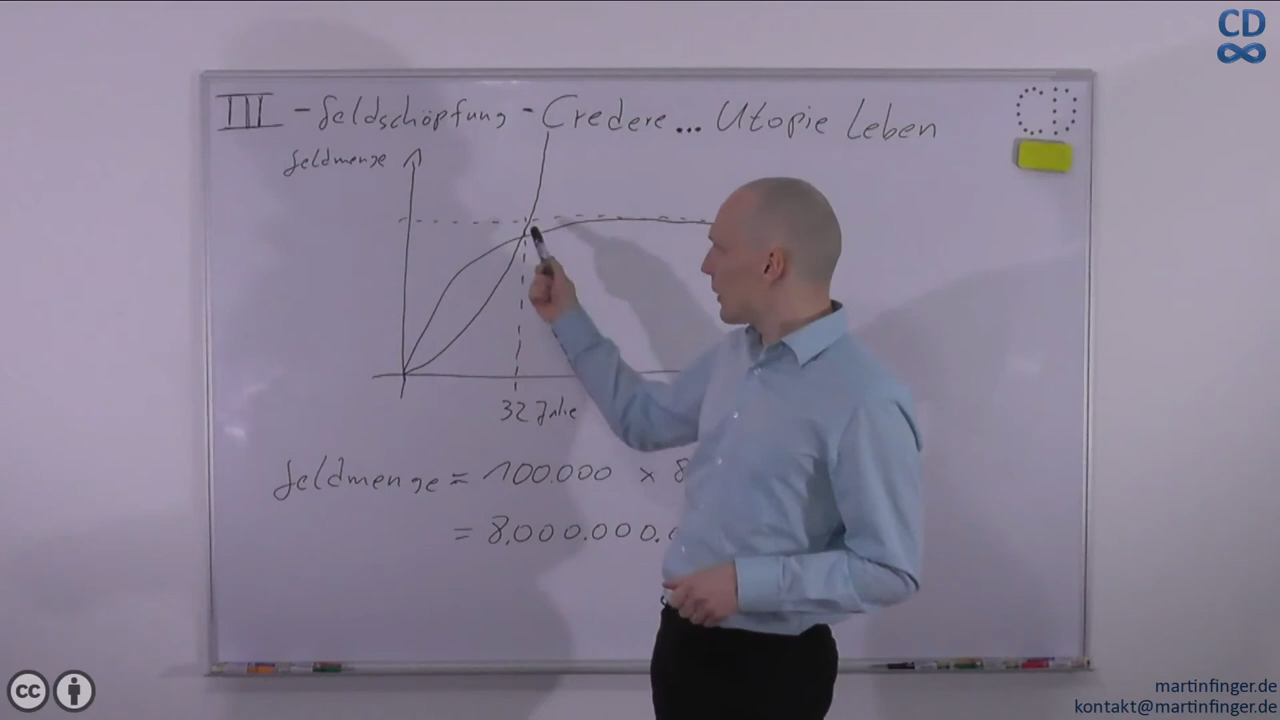 CD
III - Geldschöpfung - Credere... Utopie Leben
Geldmenge
32 Jahre
Geldmenge = 100.000 x 8
= 8.000.000.0
cc
martinfinger.de
kontakt@martinfinger.de